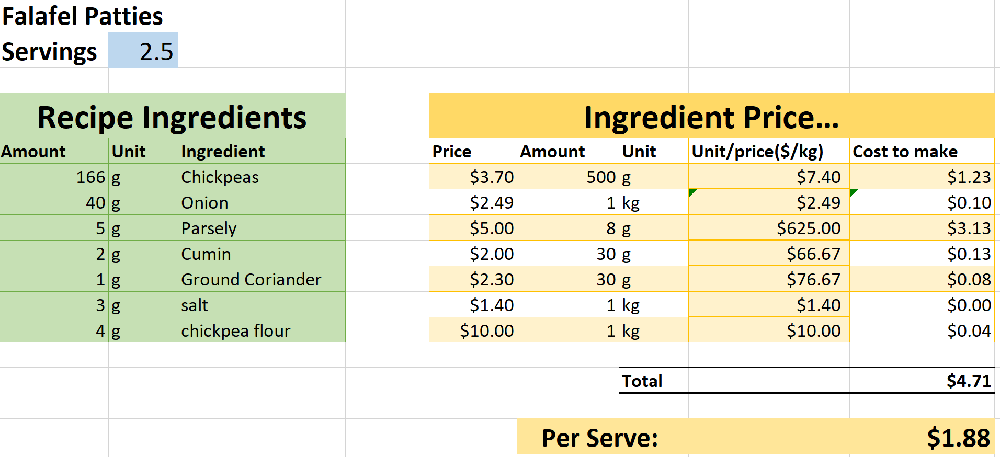 Falafel Patties
Servings 2.5
Recipe Ingredients Ingredient Price...
Amount Unit Ingredient Price Amount Unit Unit/price($/kg) Cost to make
166 g Chickpeas $3.70 500 g $7.40 $1.23
40 g Onion $2.49 1 kg $2.49 $0.10
5 g Parsely $5.00 8 g $625.00 $3.13
2 g Cumin $2.00 30 g $66.67 $0.13
1 g Ground Coriander $2.30 30 g $76.67 $0.08
3 g salt $1.40 1 kg $1.40 $0.00
4 g chickpea flour $10.00 1 kg $10.00 $0.04
Total $4.71
Per Serve: $1.88